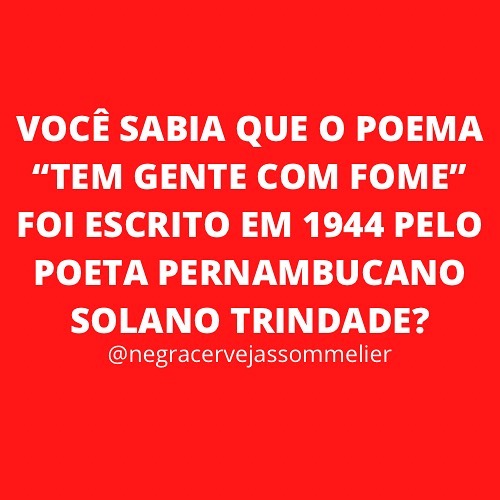 VOCÊ SABIA QUE O POEMA
“TEM GENTE COM FOME”
FOI ESCRITO EM 1944 PELO
POETA PERNAMBUCANO
SOLANO TRINDADE?
@negracervejassommelier